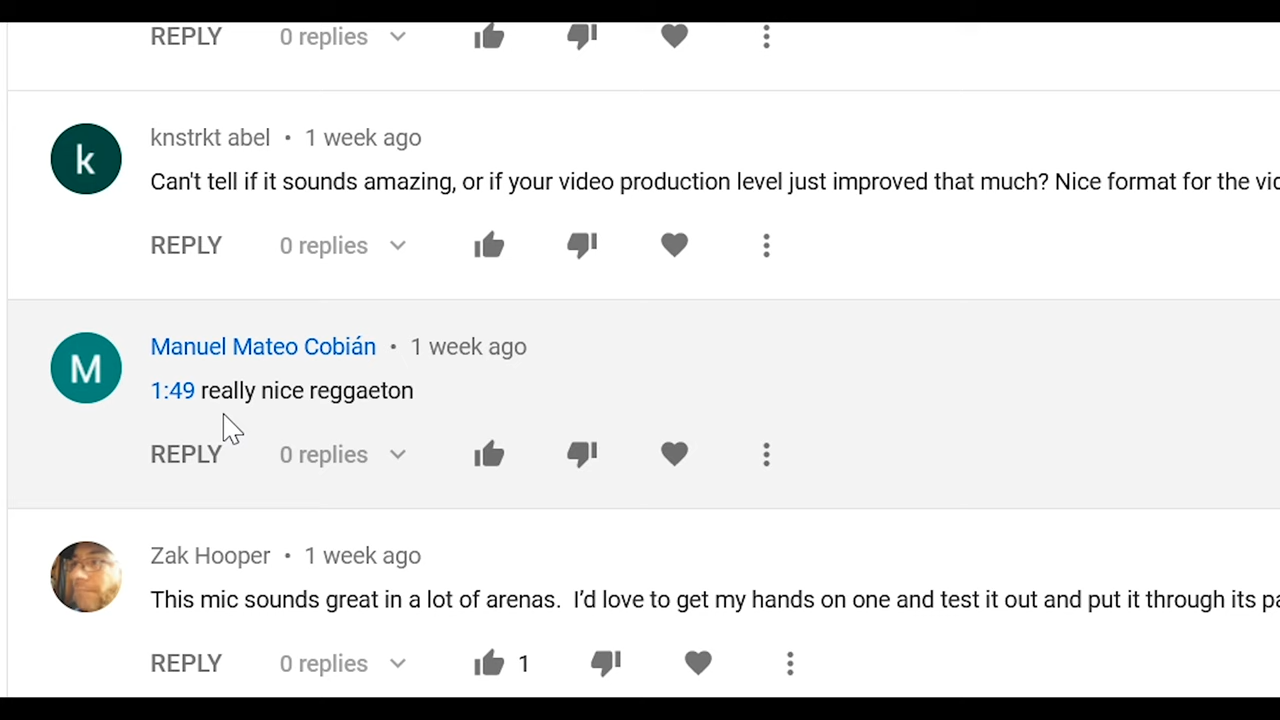 REPLY 0 replies
k
knstrkt abel • 1 week ago
Can't tell if it sounds amazing, or if your video production level just improved that much? Nice format for the
REPLY 0 replies
M
Manuel Mateo Cobián • 1 week ago
1:49 really nice reggaeton
REPLY 0 replies
Zak Hooper • 1 week ago
This mic sounds great in a lot of arenas.  I’d love to get my hands on one and test it out and put it through its
REPLY 0 replies 1